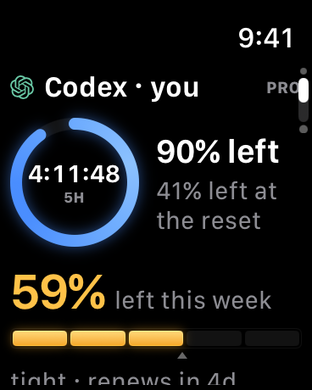 9:41
Codex · you PRO
4:11:48
5H
90% left
41% left at
the reset
59% left this week
tight · renews in 4d